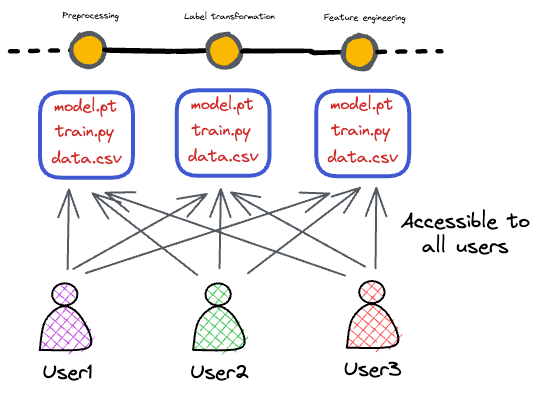 Preprocessing
Label transformation
Feature engineering
model.pt
train.py
data.csv
model.pt
train.py
data.csv
model.pt
train.py
data.csv
Accessible to
all users
User1
User2
User3